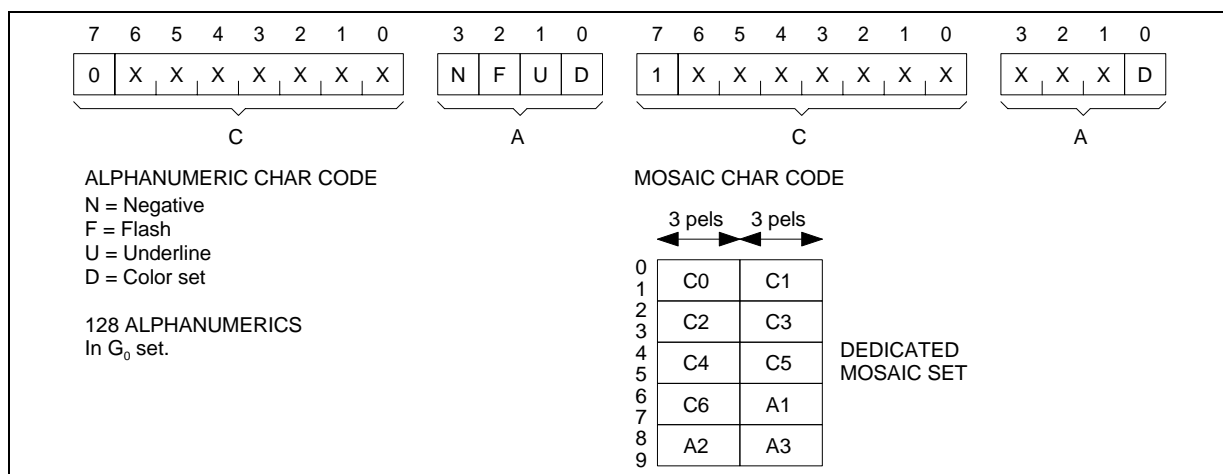 7 6 5 4 3 2 1 0 3 2 1 0 7 6 5 4 3 2 1 0 3 2 1 0
0 X X X X X X X N F U D 1 X X X X X X X X X X D
C A C A
ALPHANUMERIC CHAR CODE
N = Negative
F = Flash
U = Underline
D = Color set
128 ALPHANUMERICS
In G₀ set.
MOSAIC CHAR CODE
3 pels 3 pels
0
1
C0 C1
2
3
C2 C3
4
5
C4 C5
6
7
C6 A1
8
9
A2 A3
DEDICATED
MOSAIC SET